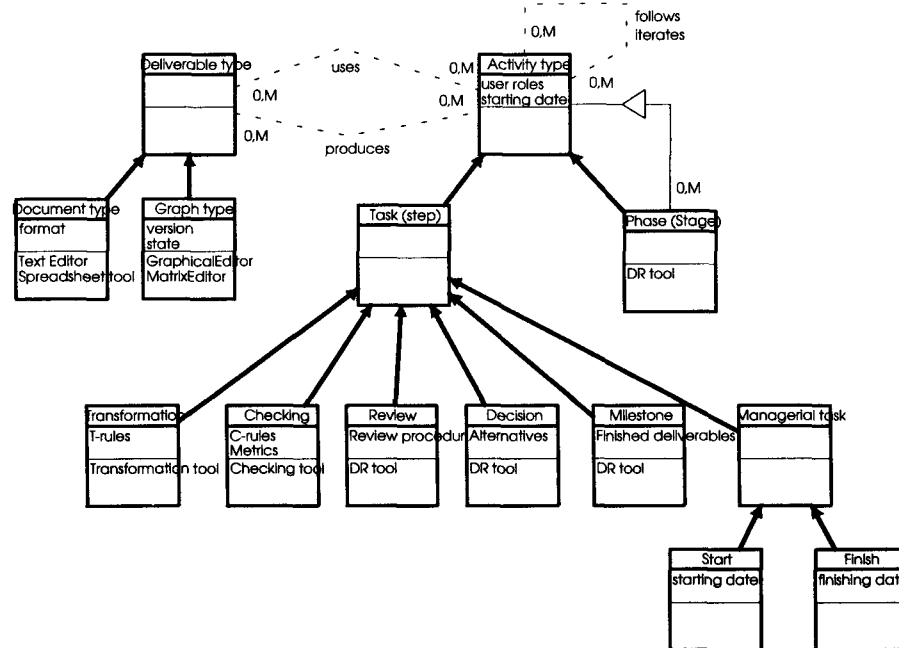 follows
iterates
0,M
Deliverable type
uses
0,M
Activity type
user roles
starting date
0,M
0,M
0,M
0,M
produces
0,M
Document type
format
Text Editor
Spreadsheet tool
Graph type
version
state
GraphicalEditor
MatrixEditor
Task (step)
Phase (Stage)
DR tool
Transformation
T-rules
Transformation tool
Checking
C-rules
Metrics
Checking tool
Review
Review procedur
DR tool
Decision
Alternatives
DR tool
Milestone
Finished deliverables
DR tool
Managerial task
Start
starting date
Finish
finishing dat